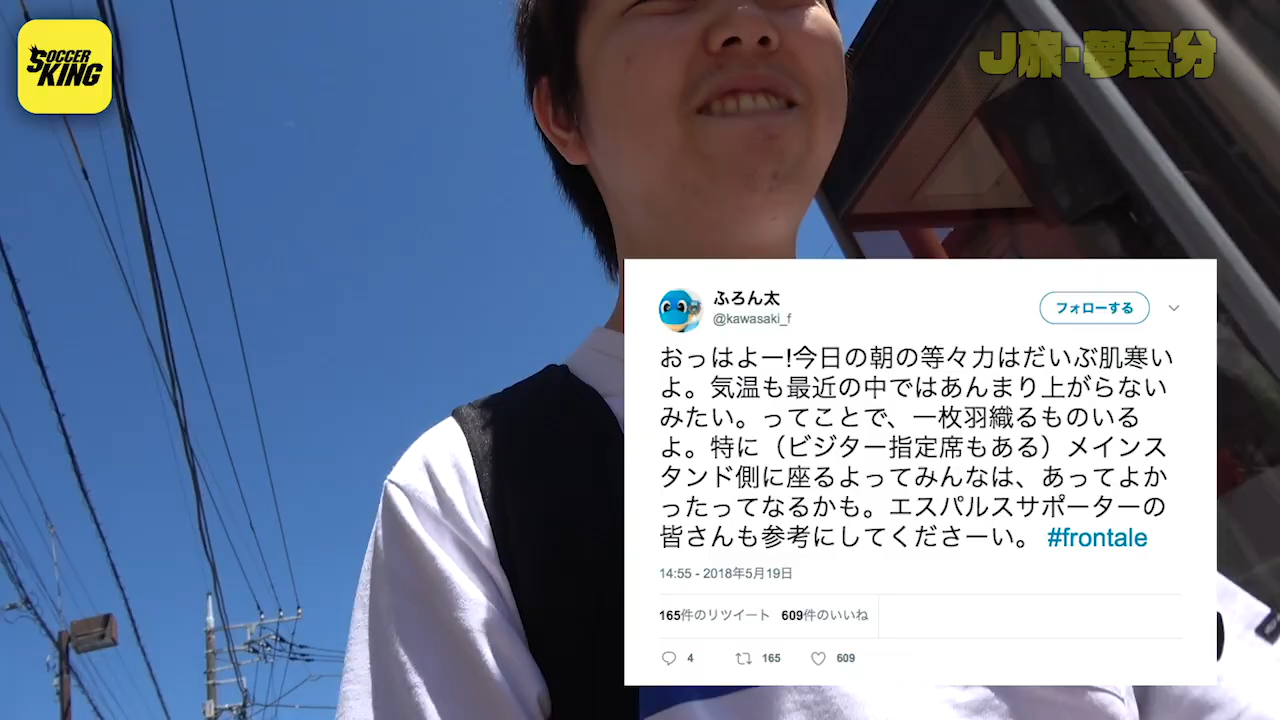 SOCCER KING
J旅・夢気分
ふろん太
@kawasaki_f
フォローする
おっはよー!今日の朝の等々力はだいぶ肌寒い
よ。気温も最近の中ではあんまり上がらない
みたい。ってことで、一枚羽織るものいる
よ。特に（ビジター指定席もある）メインス
タンド側に座るよってみんなは、あってよか
ったってなるかも。エスパルスサポーターの
皆さんも参考にしてくださーい。 #frontale
14:55 - 2018年5月19日
165件のリツイート 609件のいいね
4 165 609